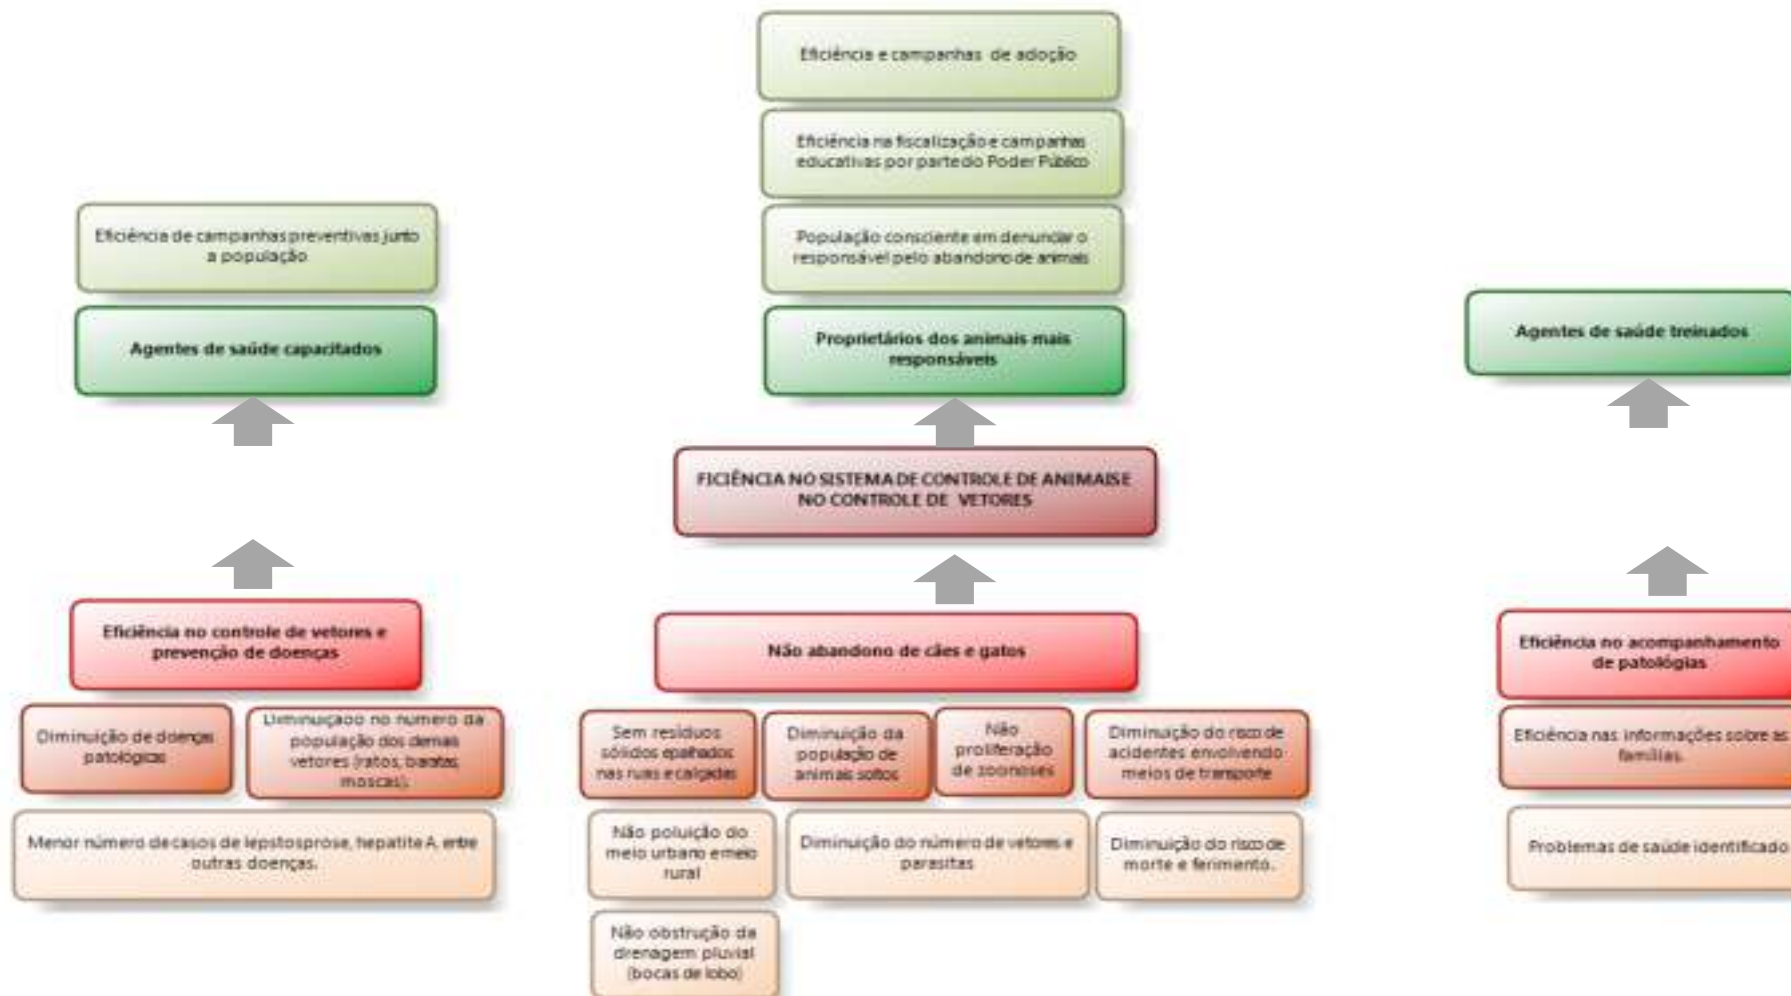 Eficiência e campanhas de adoção
Eficiência na fiscalização e campanhas
educativas por parte do Poder Público
População consciente em denunciar o
responsável pelo abandono de animais
Proprietários dos animais mais
responsáveis
Eficiência de campanhas preventivas junto
a população
Agentes de saúde capacitados
Agentes de saúde treinados
FICIÊNCIA NO SISTEMA DE CONTROLE DE ANIMAIS E
NO CONTROLE DE VETORES
Eficiência no controle de vetores e
prevenção de doenças
Diminuição de doenças
patológicas
Diminuiçaoo no número da
população dos demais
vetores (ratos, baratas,
moscas).
Menor número de casos de lepstosprose, hepatite A, entre
outras doenças.
Não abandono de cães e gatos
Sem resíduos
sólidos epalhados
nas ruas e calçadas
Diminuição da
população de
animais soltos
Não
proliferação
de zoonoses
Diminuição do risco de
acidentes envolvendo
meios de transporte
Não poluição do
meio urbano e meio
rural
Diminuição do número de vetores e
parasitas
Diminuição do risco de
morte e ferimento.
Não obstrução da
drenagem pluvial
(bocas de lobo)
Eficiência no acompanhamento
de patológias
Eficiência nas informações sobre as
famílias.
Problemas de saúde identificado